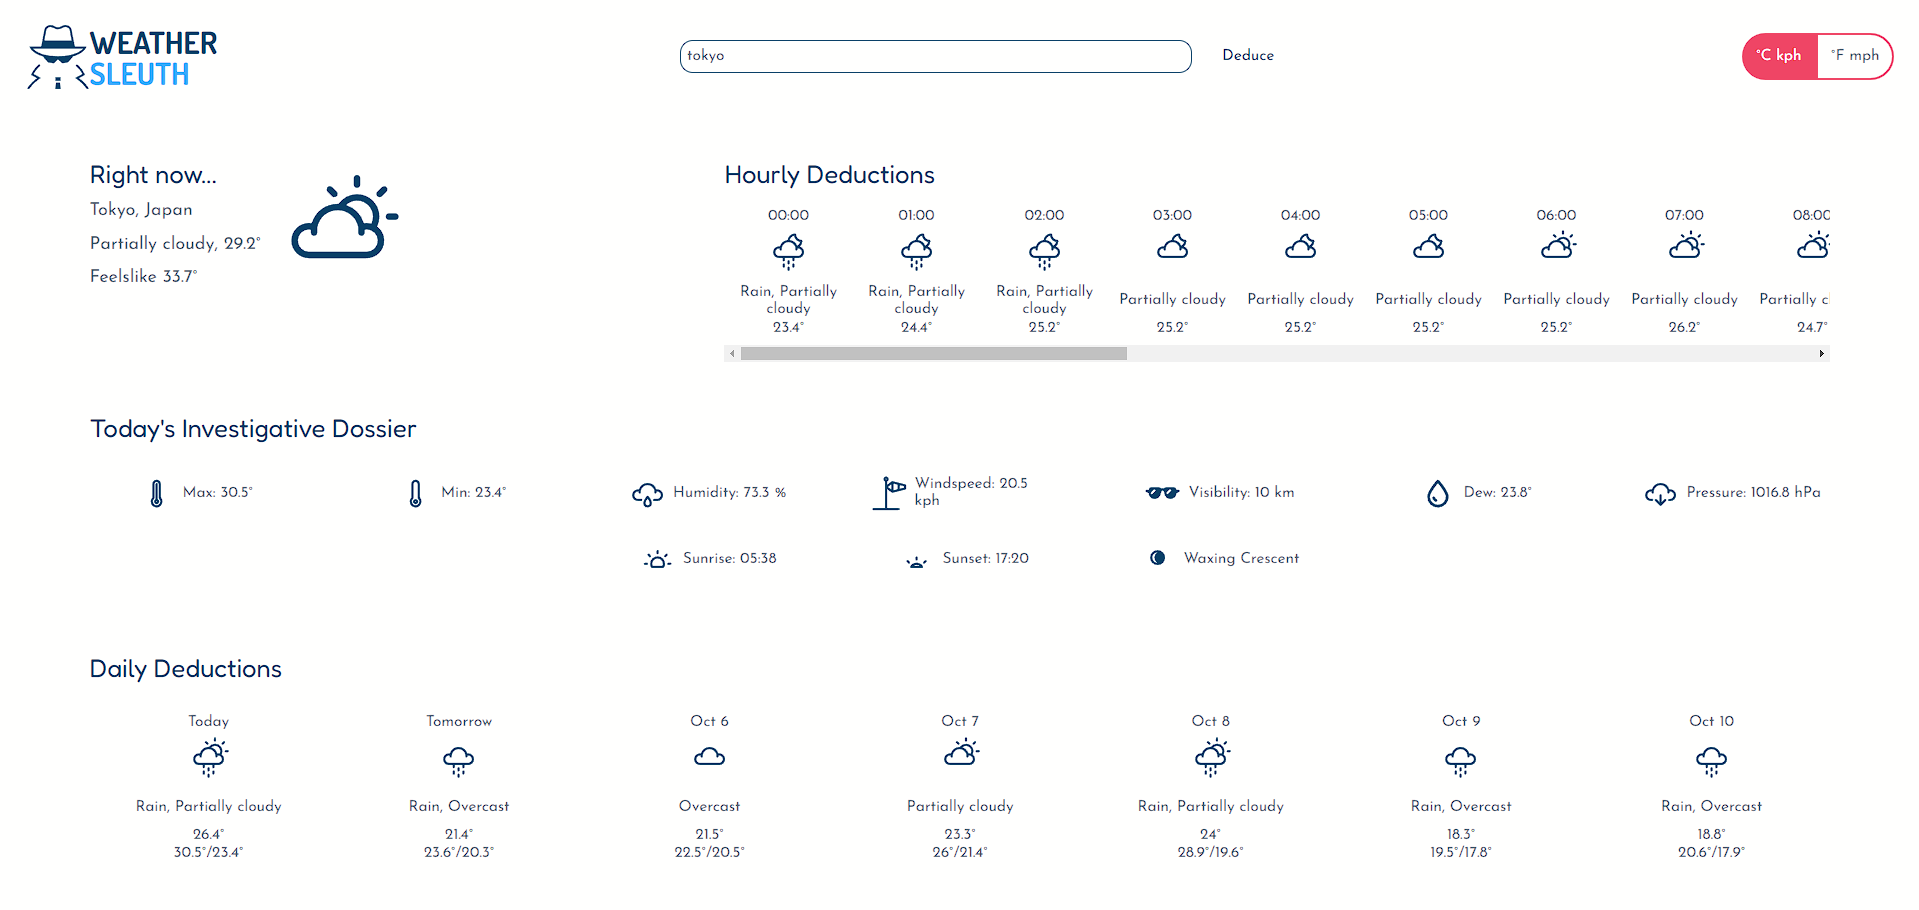 WEATHER
SLEUTH
tokyo
Deduce
°C kph
°F mph
Right now...
Tokyo, Japan
Partially cloudy, 29.2°
Feelslike 33.7°
Hourly Deductions
00:00 01:00 02:00 03:00 04:00 05:00 06:00 07:00 08:00
Rain, Partially Rain, Partially Rain, Partially
cloudy cloudy cloudy
Partially cloudy Partially cloudy Partially cloudy Partially cloudy Partially cloudy Partially c
23.4° 24.4° 25.2° 25.2° 25.2° 25.2° 25.2° 26.2° 24.7°
Today's Investigative Dossier
Max: 30.5°
Min: 23.4°
Humidity: 73.3 %
Windspeed: 20.5
kph
Visibility: 10 km
Dew: 23.8°
Pressure: 1016.8 hPa
Sunrise: 05:38
Sunset: 17:20
Waxing Crescent
Daily Deductions
Today Tomorrow Oct 6 Oct 7 Oct 8 Oct 9 Oct 10
Rain, Partially cloudy Rain, Overcast Overcast Partially cloudy Rain, Partially cloudy Rain, Overcast Rain, Overcast
26.4° 21.4° 21.5° 23.3° 24° 18.3° 18.8°
30.5°/23.4° 23.6°/20.3° 22.5°/20.5° 26°/21.4° 28.9°/19.6° 19.5°/17.8° 20.6°/17.9°